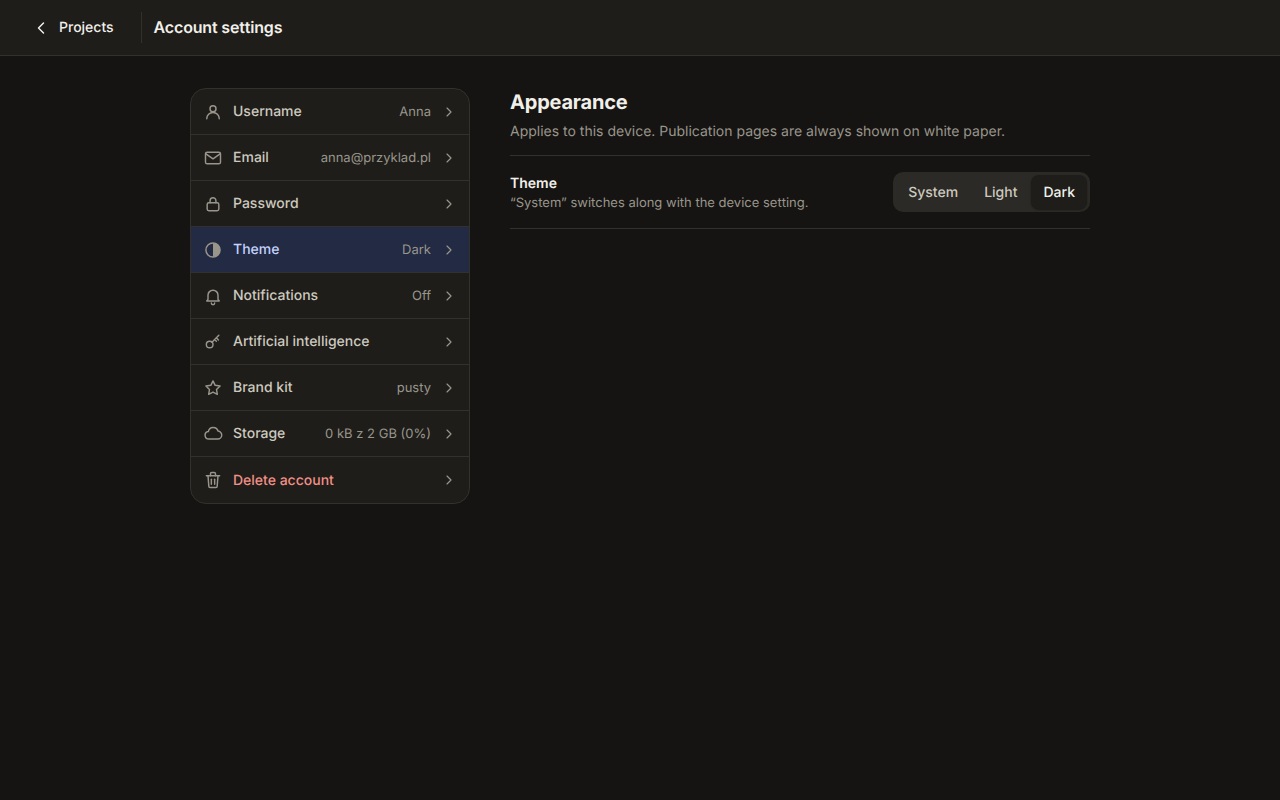 Projects
Account settings
Username Anna
Email anna@przyklad.pl
Password
Theme Dark
Notifications Off
Artificial intelligence
Brand kit pusty
Storage 0 kB z 2 GB (0%)
Delete account
Appearance
Applies to this device. Publication pages are always shown on white paper.
Theme
“System” switches along with the device setting.
System Light Dark